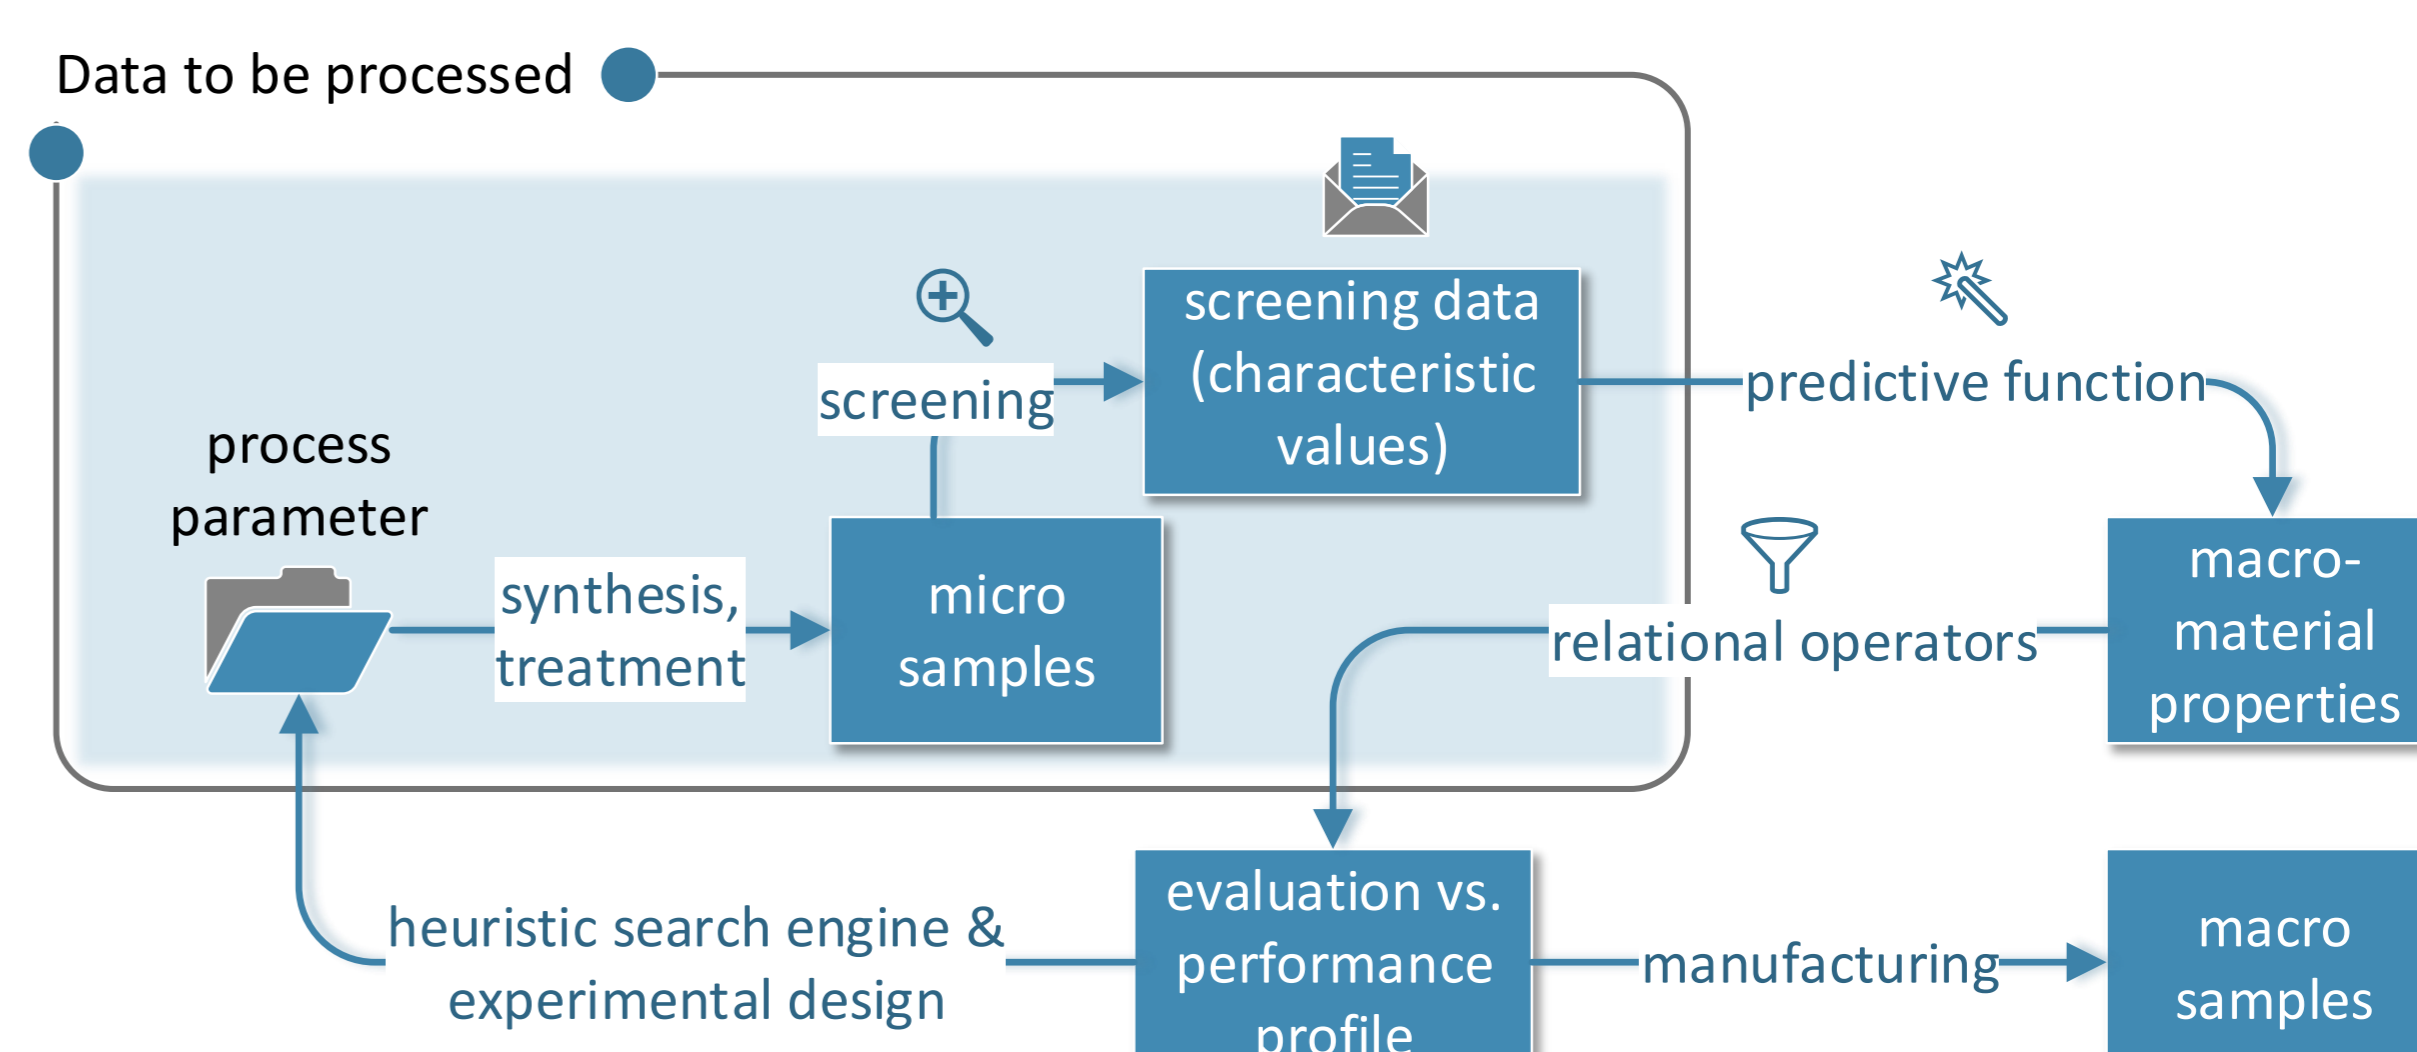 Data to be processed
screening data
(characteristic
values)
screening
predictive function
process
parameter
synthesis,
treatment
micro
samples
relational operators
macro-
material
properties
heuristic search engine &
experimental design
evaluation vs.
performance
profile
manufacturing
macro
samples